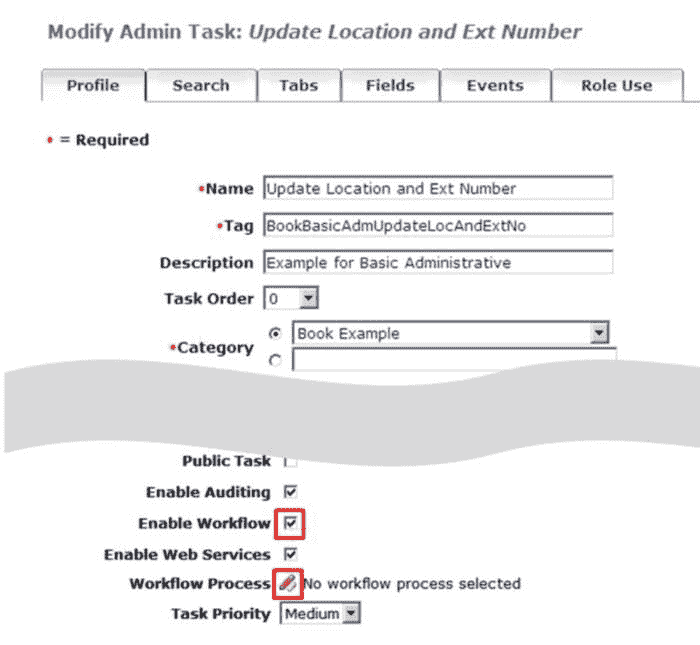 Modify Admin Task: Update Location and Ext Number
Profile Search Tabs Fields Events Role Use
• = Required
•Name Update Location and Ext Number
•Tag BookBasicAdmUpdateLocAndExtNo
Description Example for Basic Administrative
Task Order 0
•Category Book Example
Public Task
Enable Auditing
Enable Workflow
Enable Web Services
Workflow Process No workflow process selected
Task Priority Medium